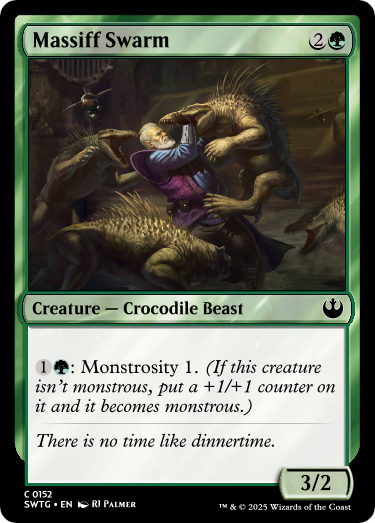 Massiff Swarm 2
Creature — Crocodile Beast
1 : Monstrosity 1. (If this creature
isn't monstrous, put a +1/+1 counter on
it and it becomes monstrous.)
There is no time like dinnertime.
3/2
C 0152
SWTG • EN RJ PALMER
™ & © 2025 Wizards of the Coast